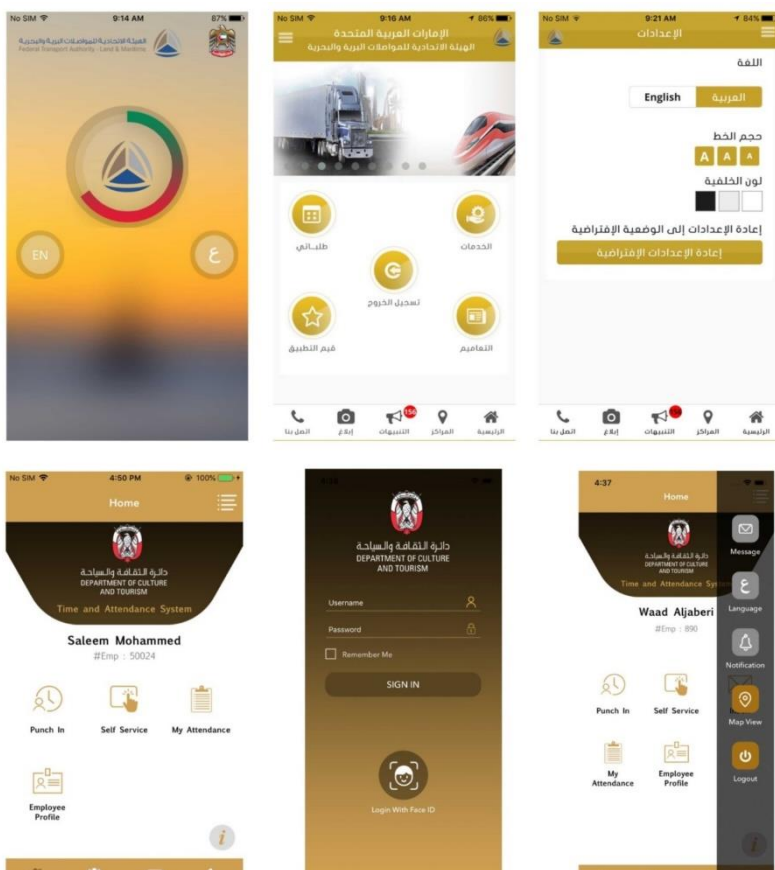 No SIM 9:14 AM 87%
الهيئة الاتحادية للمواصلات البرية والبحرية
Federal Transport Authority - Land & Maritime
EN
ع
No SIM 9:16 AM 86%
الإمارات العربية المتحدة
الهيئة الاتحادية للمواصلات البرية والبحرية
الخدمات
طلبــاتي
تسجيل الخروج
التعاميم
قيم التطبيق
الرئيسية
المراكز
التنبيهات
156
إبلاغ
اتصل بنا
No SIM 9:21 AM 84%
الإعدادات
اللغة
العربية
English
حجم الخط
A A A
لون الخلفية
إعادة الإعدادات إلى الوضعية الإفتراضية
إعادة الإعدادات الإفتراضية
الرئيسية
المراكز
التنبيهات
156
إبلاغ
اتصل بنا
No SIM 4:50 PM 100%
Home
دائرة الثقافة والسياحة
DEPARTMENT OF CULTURE
AND TOURISM
Time and Attendance System
Saleem Mohammed
#Emp : 50024
Punch In
Self Service
My Attendance
Employee
Profile
i
دائرة الثقافة والسياحة
DEPARTMENT OF CULTURE
AND TOURISM
Username
Password
Remember Me
SIGN IN
Login With Face ID
4:37
Home
دائرة الثقافة والسياحة
DEPARTMENT OF CULTURE
AND TOURISM
Time and Attendance
Waad Aljaberi
#Emp : 890
Punch In
Self Service
My
Attendance
Employee
Profile
Message
ع
Language
Notification
Map View
Logout
i